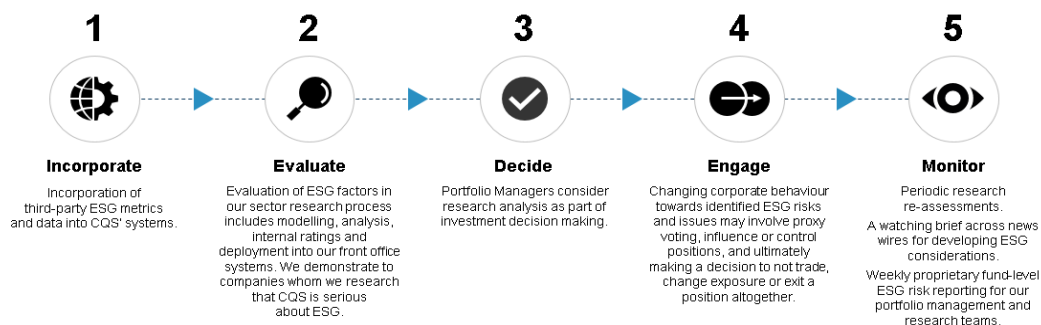 1
2
3
4
5
Incorporate
Incorporation of
third-party ESG metrics
and data into CQS' systems.
Evaluate
Evaluation of ESG factors in
our sector research process
includes modelling, analysis,
internal ratings and
deployment into our front office
systems. We demonstrate to
companies whom we research
that CQS is serious
about ESG.
Decide
Portfolio Managers consider
research analysis as part of
investment decision making.
Engage
Changing corporate behaviour
towards identified ESG risks
and issues may involve proxy
voting, influence or control
positions, and ultimately
making a decision to not trade,
change exposure or exit a
position altogether.
Monitor
Periodic research
re-assessments.
A watching brief across news
wires for developing ESG
considerations.
Weekly proprietary fund-level
ESG risk reporting for our
portfolio management and
research teams.